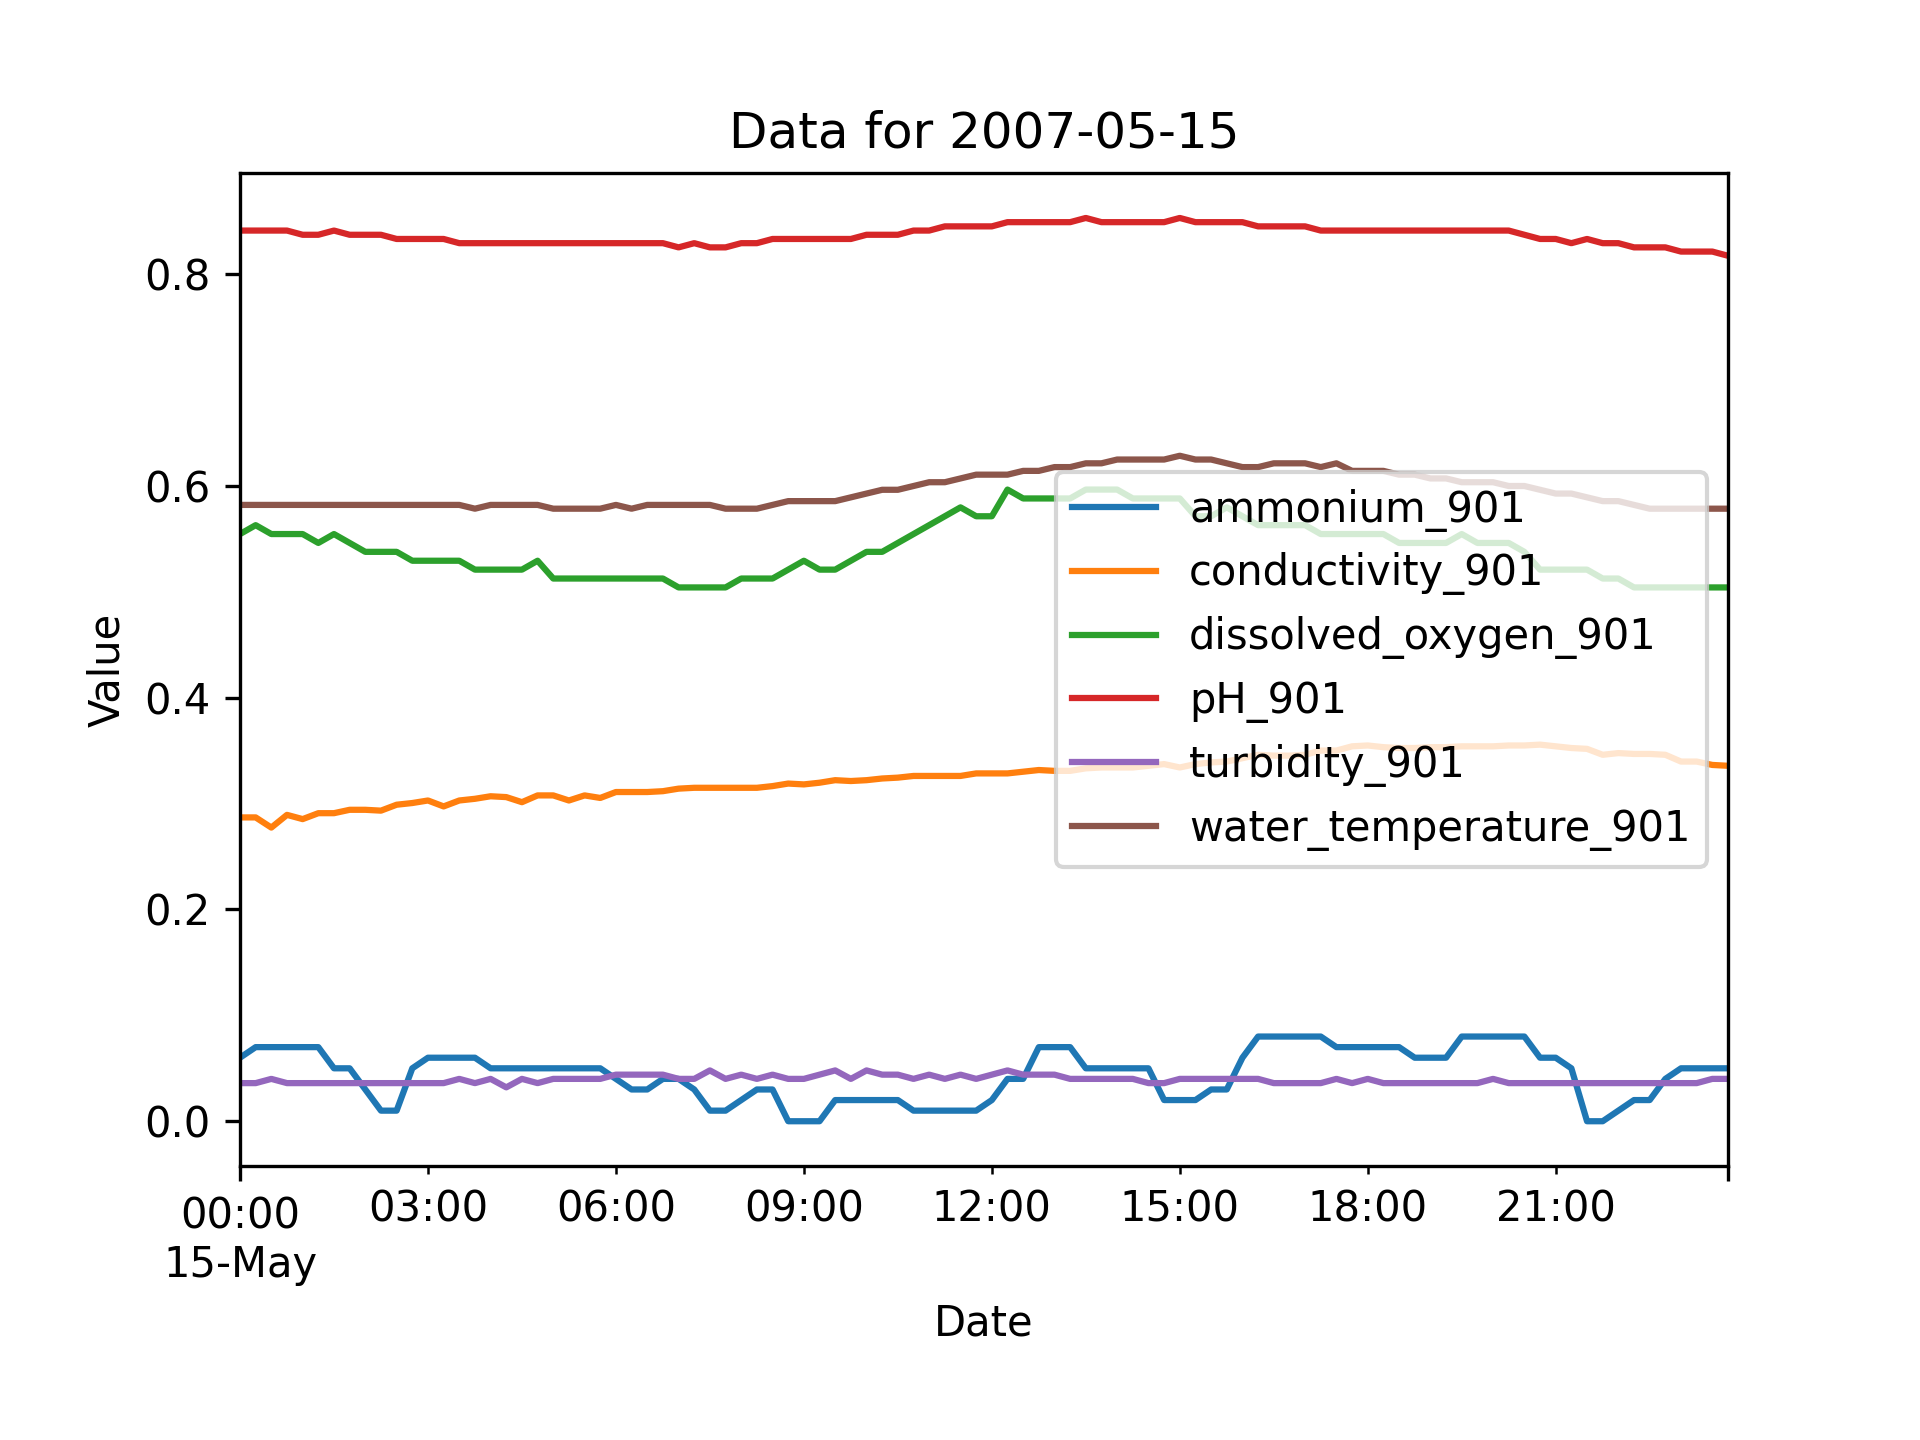 Data for 2007-05-15
Value
0.8
0.6
0.4
0.2
0.0
ammonium_901
conductivity_901
dissolved_oxygen_901
pH_901
turbidity_901
water_temperature_901
00:00 03:00 06:00 09:00 12:00 15:00 18:00 21:00
15-May
Date